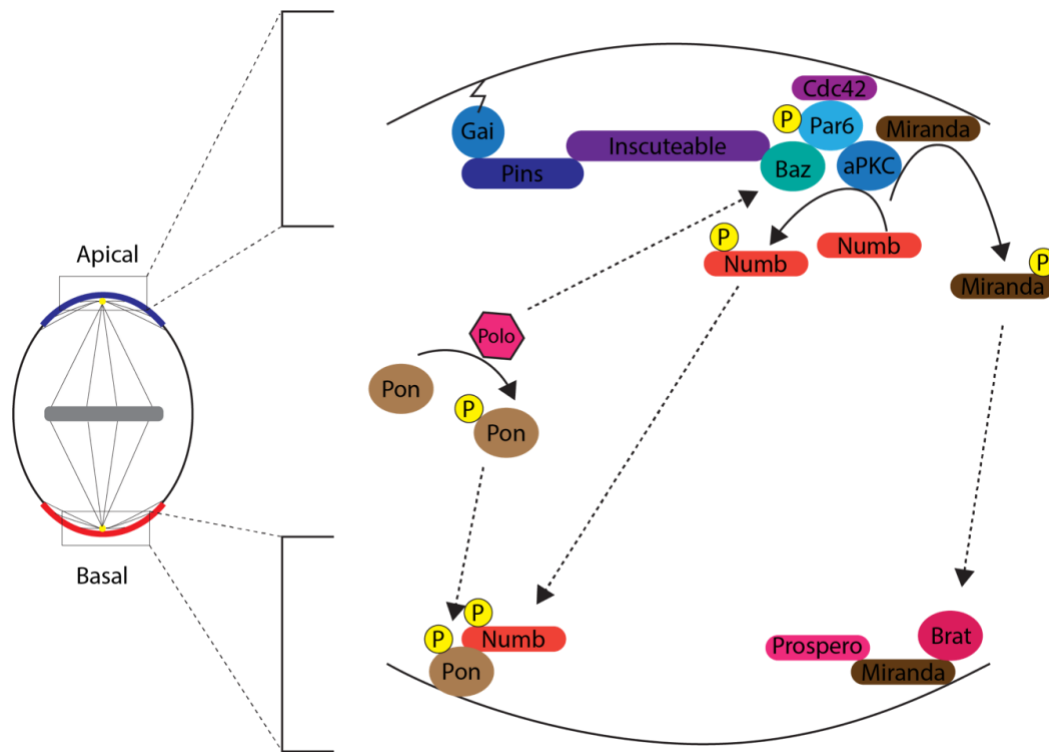 Cdc42
P
Par6
Miranda
Gai
Inscuteable
Baz
aPKC
Pins
P
Numb
Numb
P
Miranda
Apical
Polo
Pon
P
Pon
Basal
P
P
Numb
Pon
Prospero
Brat
Miranda